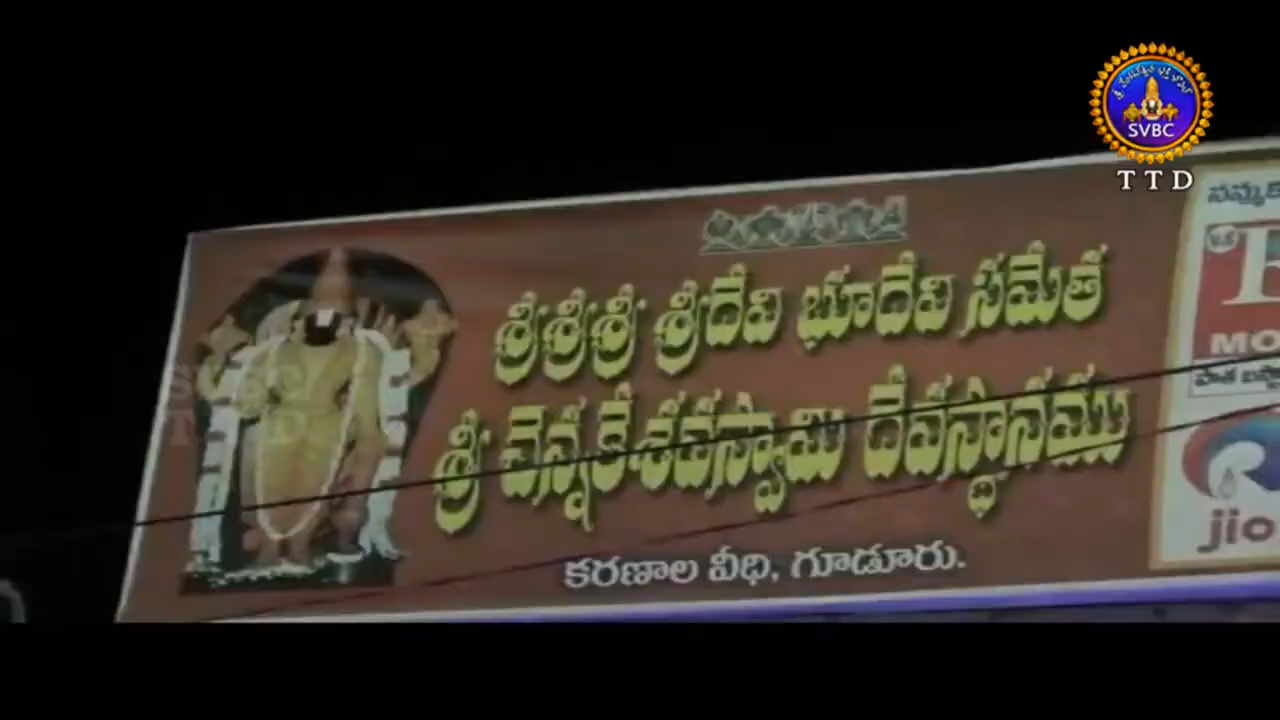 శ్రీశ్రీశ్రీ శ్రీదేవి భూదేవి సమేత
శ్రీ చెన్నకేశవస్వామి దేవస్థానము
కరణాల వీధి, గూడూరు.
jio
SVBC
TTD